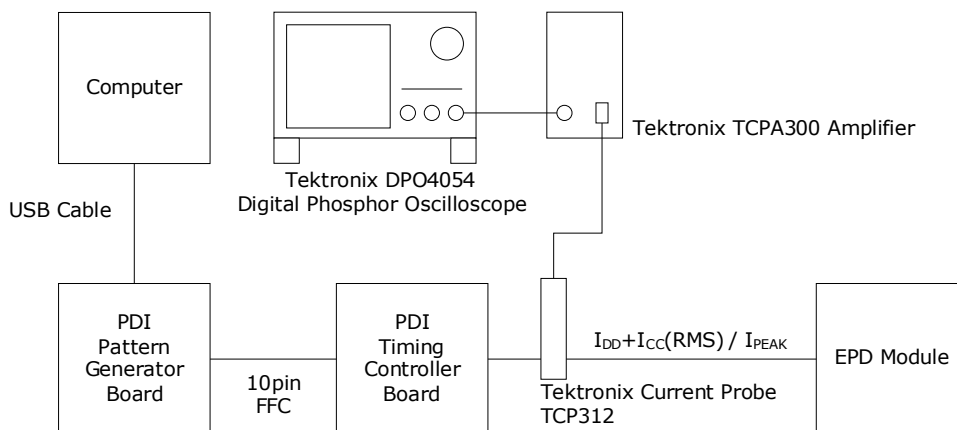 Computer
Tektronix TCPA300 Amplifier
Tektronix DPO4054
Digital Phosphor Oscilloscope
USB Cable
PDI
Pattern
Generator
Board
10pin
FFC
PDI
Timing
Controller
Board
IDD+ICC(RMS) / IPEAK
Tektronix Current Probe
TCP312
EPD Module